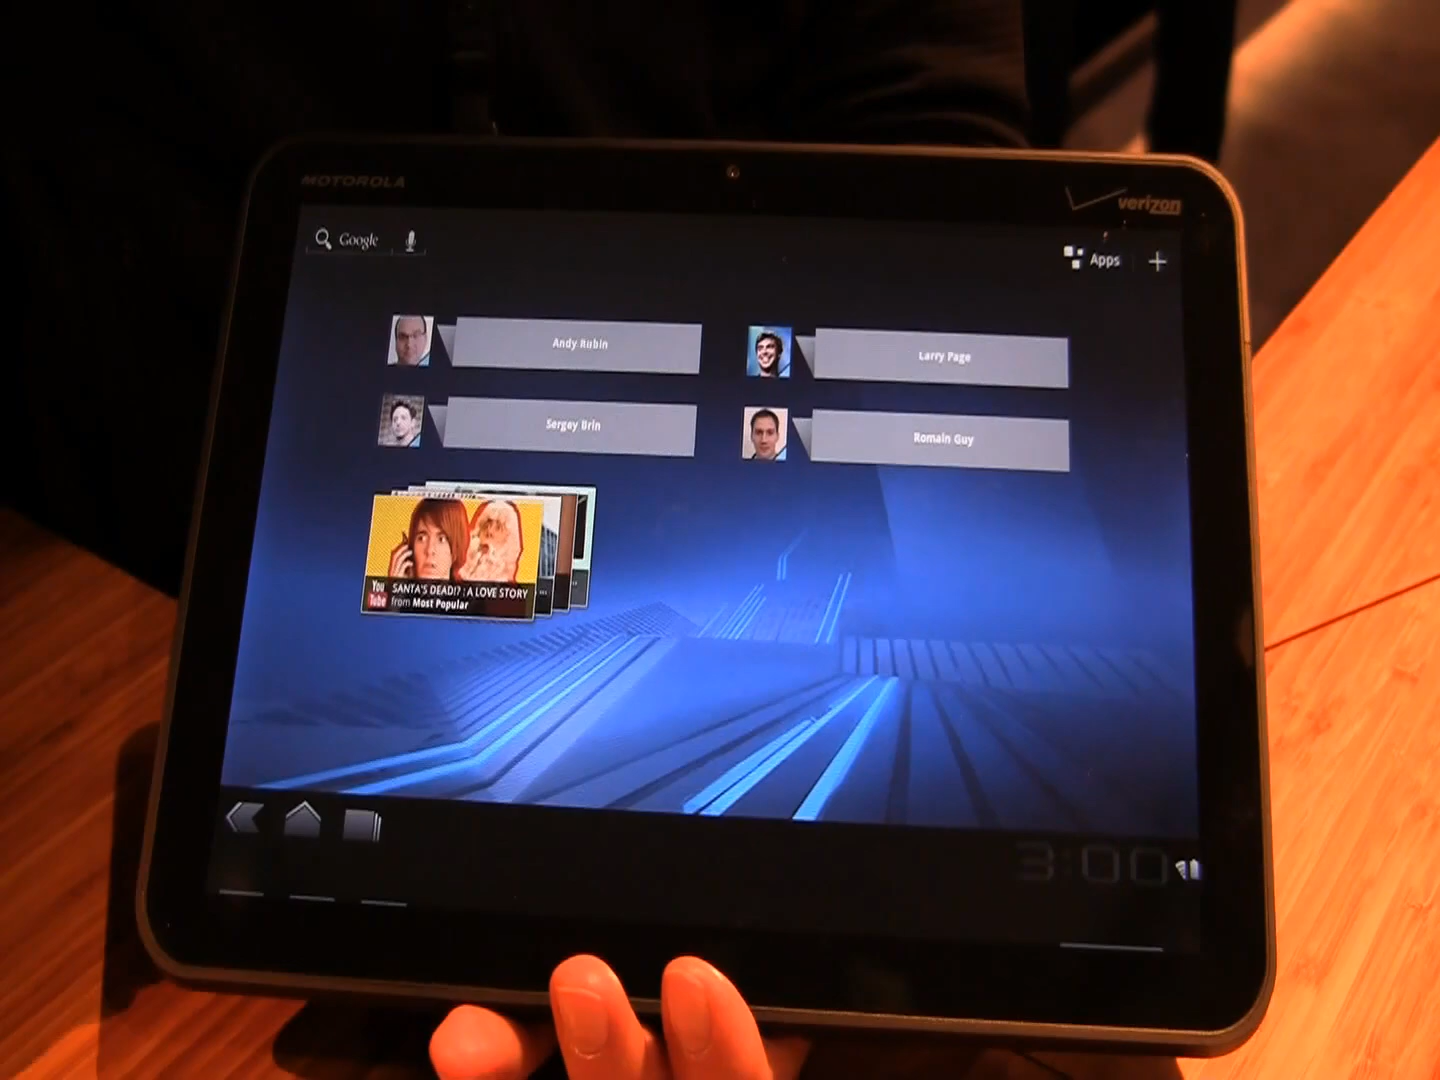 MOTOROLA
verizon
Google
Apps
Andy Rubin
Larry Page
Sergey Brin
Romain Guy
You
Tube
SANTA'S DEAD!? : A LOVE STORY
from Most Popular
3:00